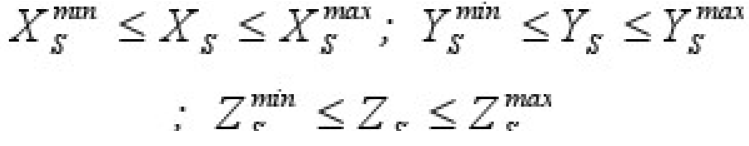 X_S^{min} ≤ X_S ≤ X_S^{max}; Y_S^{min} ≤ Y_S ≤ Y_S^{max}
; Z_S^{min} ≤ Z_S ≤ Z_S^{max}